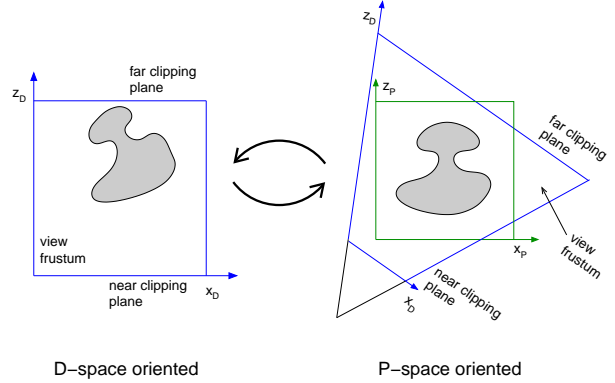 far clipping
plane
z_D
view
frustum
near clipping
plane
x_D
D–space oriented
z_D
z_P
far clipping
plane
x_P
view
frustum
near clipping
plane
x_D
P–space oriented